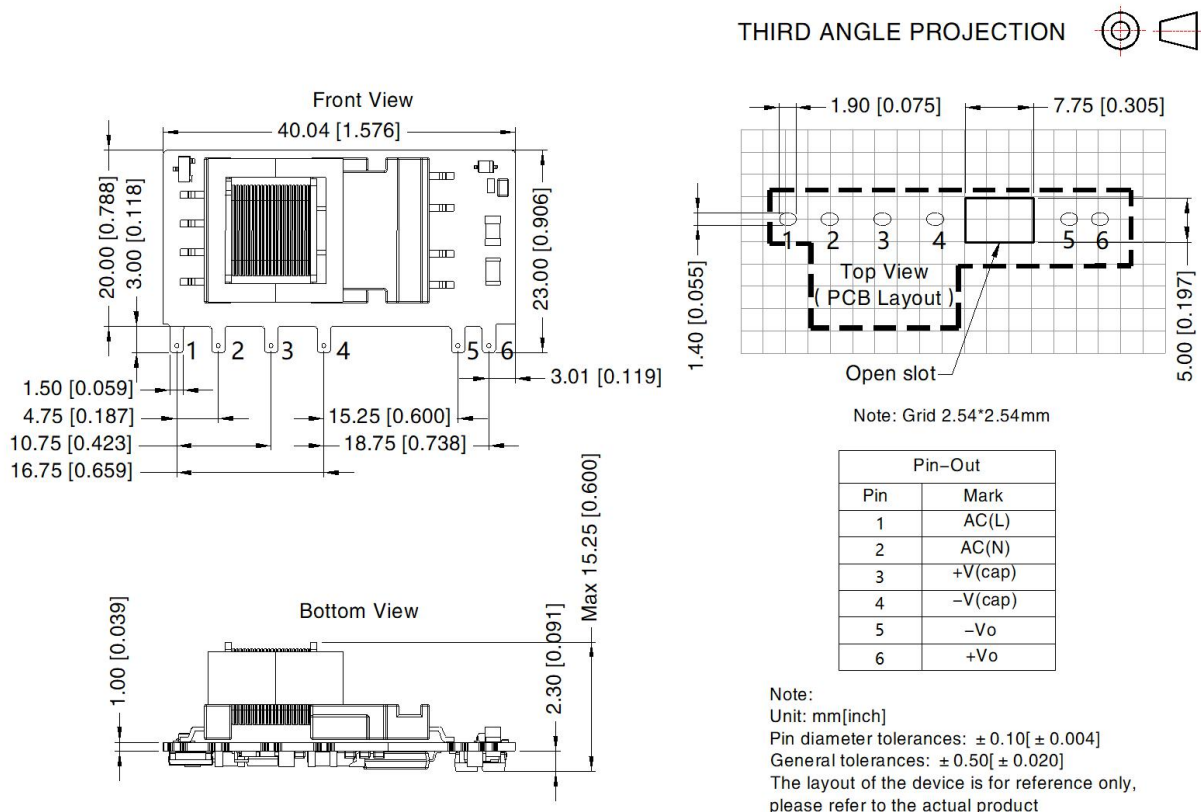 THIRD ANGLE PROJECTION
Front View
40.04 [1.576]
20.00 [0.788]
3.00 [0.118]
23.00 [0.906]
1 2 3 4 5 6
1.50 [0.059]
3.01 [0.119]
4.75 [0.187]
15.25 [0.600]
10.75 [0.423]
18.75 [0.738]
16.75 [0.659]
1.90 [0.075]
7.75 [0.305]
1 2 3 4 5 6
Top View
( PCB Layout )
1.40 [0.055]
5.00 [0.197]
Open slot
Note: Grid 2.54*2.54mm
Bottom View
1.00 [0.039]
2.30 [0.091]
Max 15.25 [0.600]
Pin–Out
Pin Mark
1 AC(L)
2 AC(N)
3 +V(cap)
4 –V(cap)
5 –Vo
6 +Vo
Note:
Unit: mm[inch]
Pin diameter tolerances: ±0.10[±0.004]
General tolerances: ±0.50[±0.020]
The layout of the device is for reference only,
please refer to the actual product